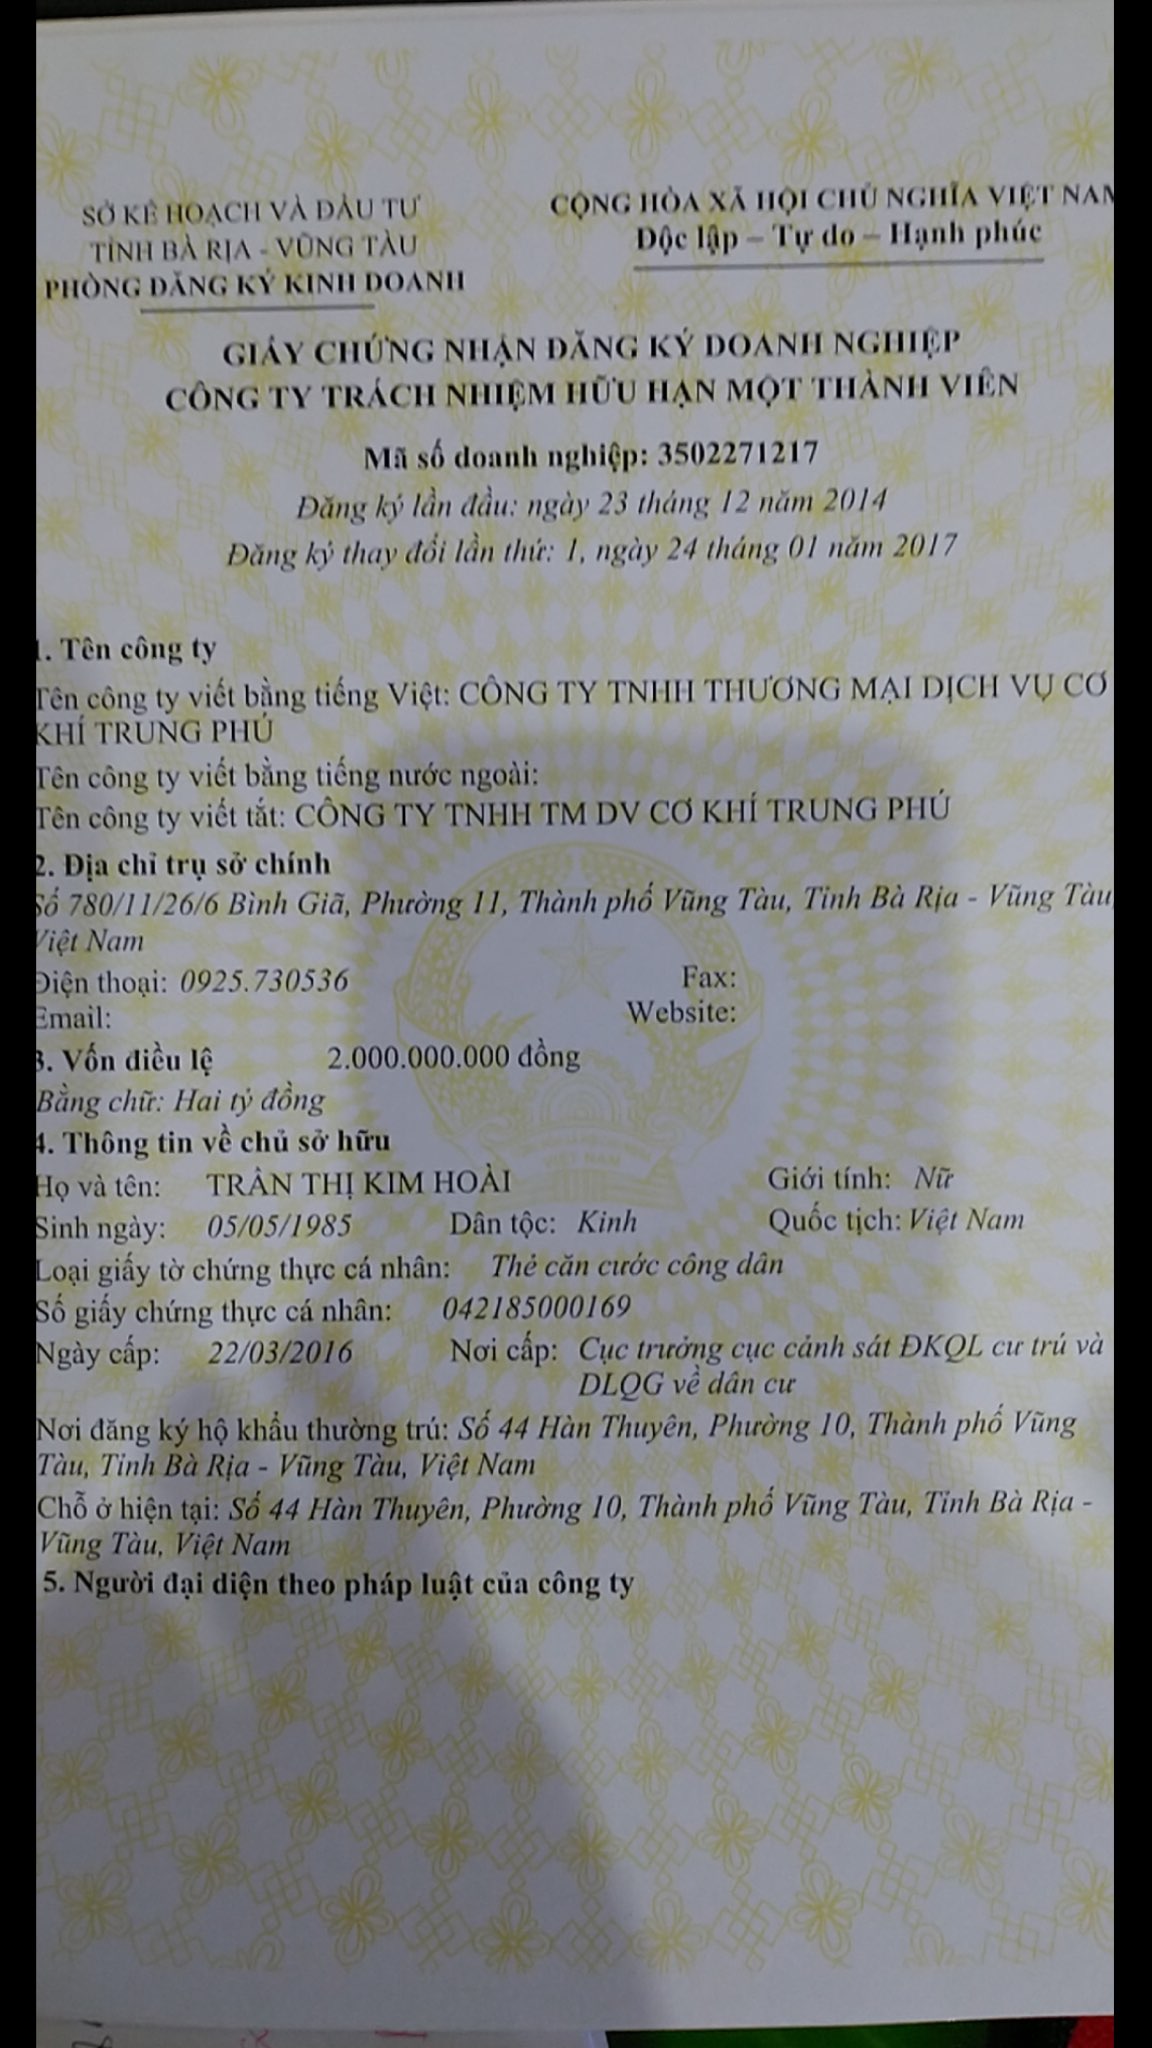 SỞ KẾ HOẠCH VÀ ĐẦU TƯ
TỈNH BÀ RỊA - VŨNG TÀU
PHÒNG ĐĂNG KÝ KINH DOANH
CỘNG HÒA XÃ HỘI CHỦ NGHĨA VIỆT NAM
Độc lập – Tự do – Hạnh phúc
GIẤY CHỨNG NHẬN ĐĂNG KÝ DOANH NGHIỆP
CÔNG TY TRÁCH NHIỆM HỮU HẠN MỘT THÀNH VIÊN
Mã số doanh nghiệp: 3502271217
Đăng ký lần đầu: ngày 23 tháng 12 năm 2014
Đăng ký thay đổi lần thứ: 1, ngày 24 tháng 01 năm 2017
1. Tên công ty
Tên công ty viết bằng tiếng Việt: CÔNG TY TNHH THƯƠNG MẠI DỊCH VỤ CƠ
KHÍ TRUNG PHÚ
Tên công ty viết bằng tiếng nước ngoài:
Tên công ty viết tắt: CÔNG TY TNHH TM DV CƠ KHÍ TRUNG PHÚ
2. Địa chỉ trụ sở chính
Số 780/11/26/6 Bình Giã, Phường 11, Thành phố Vũng Tàu, Tỉnh Bà Rịa - Vũng Tàu,
Việt Nam
Điện thoại: 0925.730536 Fax:
Email: Website:
3. Vốn điều lệ 2.000.000.000 đồng
Bằng chữ: Hai tỷ đồng
4. Thông tin về chủ sở hữu
Họ và tên: TRẦN THỊ KIM HOÀI Giới tính: Nữ
Sinh ngày: 05/05/1985 Dân tộc: Kinh Quốc tịch: Việt Nam
Loại giấy tờ chứng thực cá nhân: Thẻ căn cước công dân
Số giấy chứng thực cá nhân: 042185000169
Ngày cấp: 22/03/2016 Nơi cấp: Cục trưởng cục cảnh sát ĐKQL cư trú và
DLQG về dân cư
Nơi đăng ký hộ khẩu thường trú: Số 44 Hàn Thuyên, Phường 10, Thành phố Vũng
Tàu, Tỉnh Bà Rịa - Vũng Tàu, Việt Nam
Chỗ ở hiện tại: Số 44 Hàn Thuyên, Phường 10, Thành phố Vũng Tàu, Tỉnh Bà Rịa -
Vũng Tàu, Việt Nam
5. Người đại diện theo pháp luật của công ty